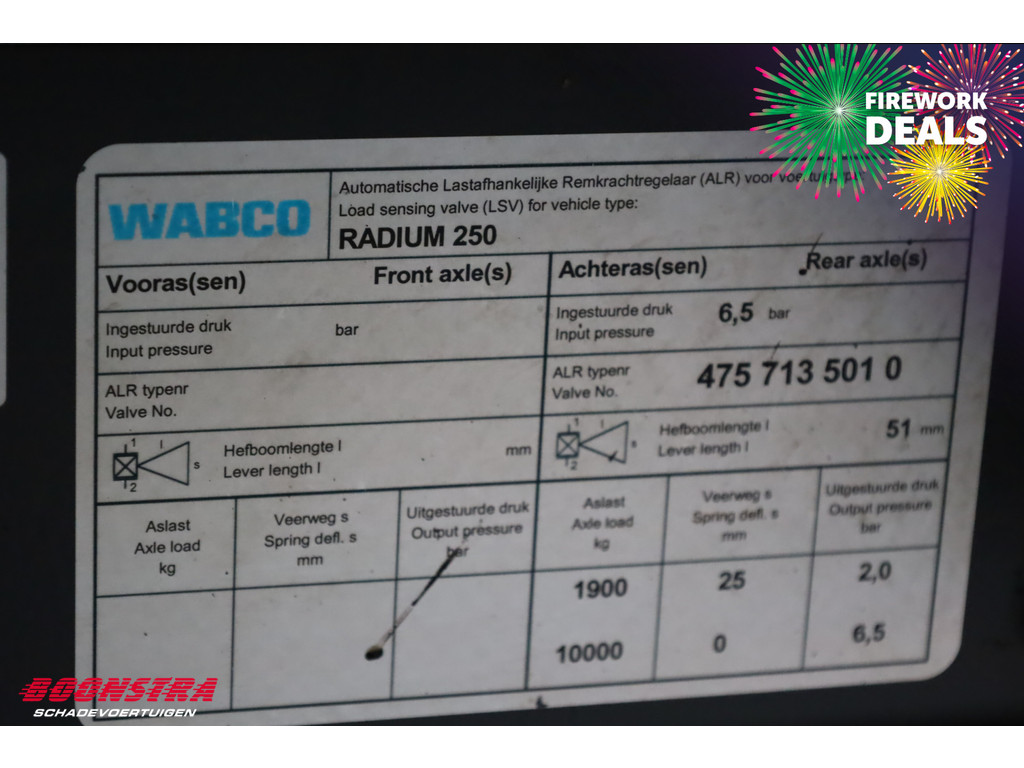 FIREWORK
DEALS
WABCO
Automatische Lastafhankelijke Remkrachtregelaar (ALR) voor
Load sensing valve (LSV) for vehicle type:
RADIUM 250
Vooras(sen) Front axle(s)
Achteras(sen) Rear axle(s)
Ingestuurde druk bar
Input pressure
Ingestuurde druk 6,5 bar
Input pressure
ALR typenr
Valve No.
ALR typenr 475 713 501 0
Valve No.
1 l s 2
Hefboomlengte l mm
Lever length l
1 l s 2
Hefboomlengte l 51 mm
Lever length l
Aslast
Axle load
kg
Veerweg s
Spring defl. s
mm
Uitgestuurde druk
Output pressure
bar
Aslast
Axle load
kg
Veerweg s
Spring defl. s
mm
Uitgestuurde druk
Output pressure
bar
1900 25 2,0
10000 0 6,5
BOONSTRA
SCHADEVOERTUIGEN